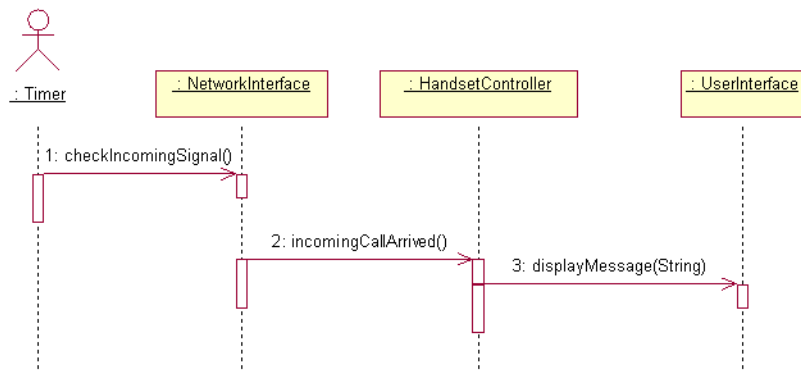 : Timer
: NetworkInterface
: HandsetController
: UserInterface
1: checkIncomingSignal()
2: incomingCallArrived()
3: displayMessage(String)